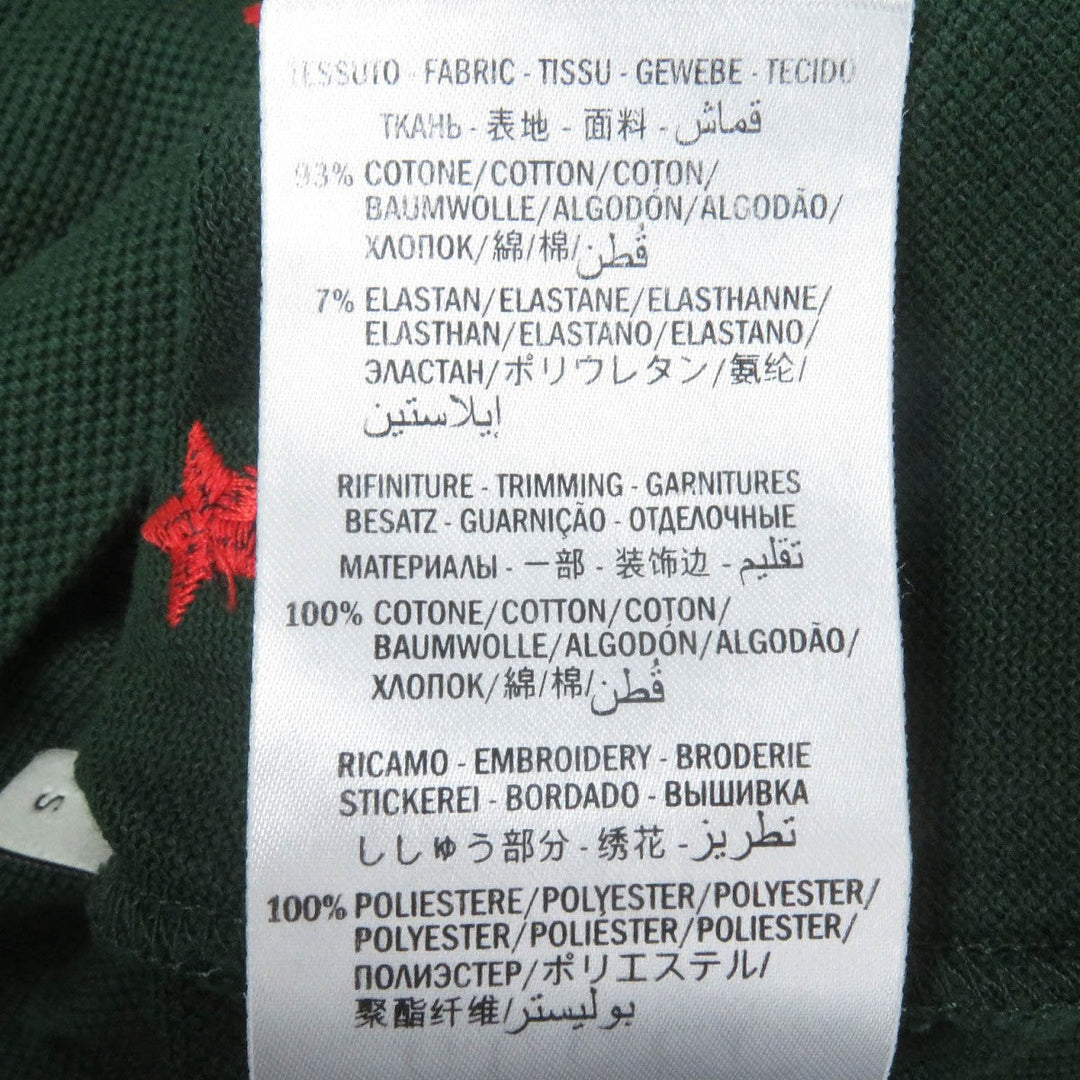 TESSUTO - FABRIC - TISSU - GEWEBE - TECIDO
ТКАНЬ - 表地 - 面料 - قماش
93% COTONE/COTTON/COTON/
BAUMWOLLE/ALGODÓN/ALGODÃO/
ХЛОПОК/綿/棉/قُطن
7% ELASTAN/ELASTANE/ELASTHANNE/
ELASTHAN/ELASTANO/ELASTANO/
ЭЛАСТАН/ポリウレタン/氨纶/
إيلاستين
RIFINITURE - TRIMMING - GARNITURES
BESATZ - GUARNIÇÃO - ОТДЕЛОЧНЫЕ
МАТЕРИАЛЫ - 一部 - 装饰边 - تقليم
100% COTONE/COTTON/COTON/
BAUMWOLLE/ALGODÓN/ALGODÃO/
ХЛОПОК/綿/棉/قُطن
RICAMO - EMBROIDERY - BRODERIE
STICKEREI - BORDADO - ВЫШИВКА
ししゅう部分 - 绣花 - تطريز
100% POLIESTERE/POLYESTER/POLYESTER/
POLYESTER/POLIÉSTER/POLIESTER/
ПОЛИЭСТЕР/ポリエステル/
聚酯纤维/بوليستر
S